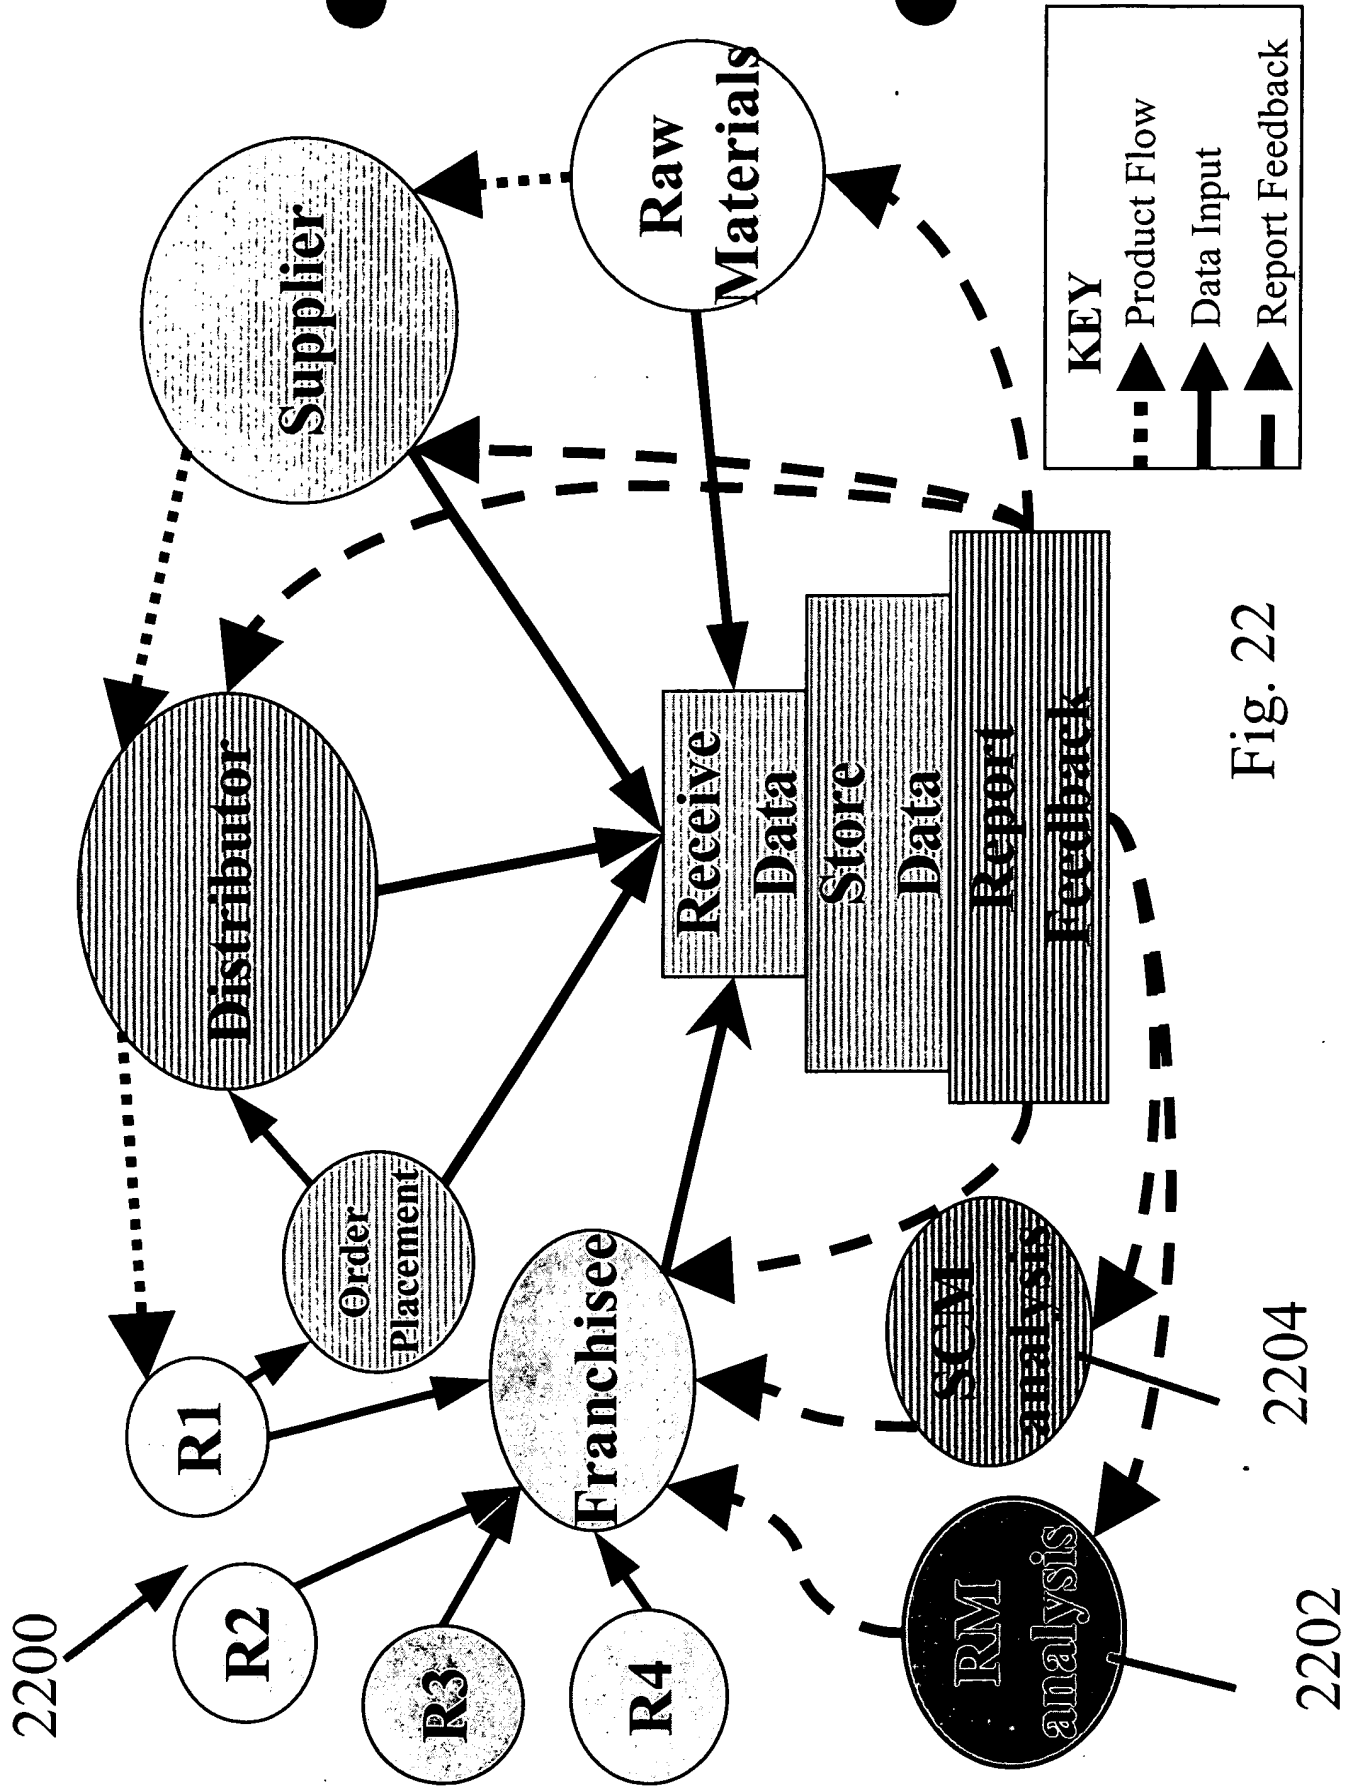 2200
R1
R2
R3
R4
Order
Placement
Distributor
Supplier
Franchisee
Raw
Materials
Receive
Data
Store
Data
Report
Feedback
RM
analysis
SCM
analysis
2202
2204
KEY
Product Flow
Data Input
Report Feedback
Fig. 22